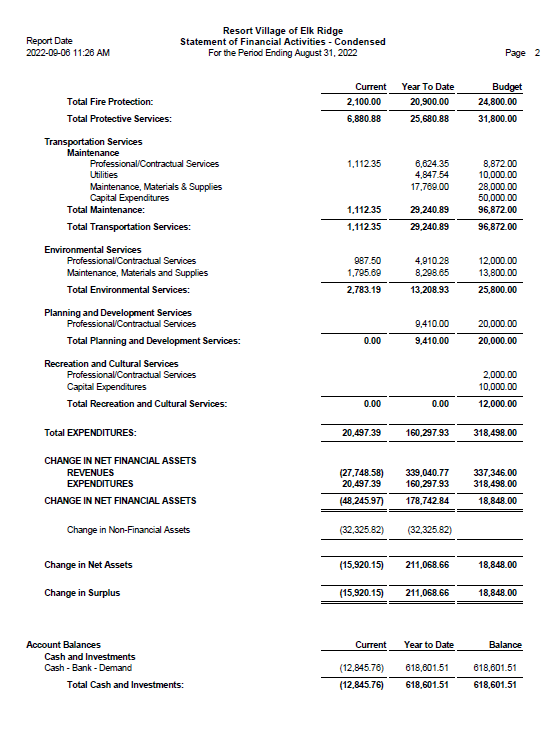 Resort Village of Elk Ridge
Report Date Statement of Financial Activities - Condensed
2022-09-06 11:26 AM For the Period Ending August 31, 2022 Page 2
Current Year To Date Budget
Total Fire Protection: 2,100.00 20,900.00 24,800.00
Total Protective Services: 6,880.88 25,680.88 31,800.00
Transportation Services
Maintenance
Professional/Contractual Services 1,112.35 6,624.35 8,872.00
Utilities 4,847.54 10,000.00
Maintenance, Materials & Supplies 17,769.00 28,000.00
Capital Expenditures 50,000.00
Total Maintenance: 1,112.35 29,240.89 96,872.00
Total Transportation Services: 1,112.35 29,240.89 96,872.00
Environmental Services
Professional/Contractual Services 987.50 4,910.28 12,000.00
Maintenance, Materials and Supplies 1,795.69 8,298.65 13,800.00
Total Environmental Services: 2,783.19 13,208.93 25,800.00
Planning and Development Services
Professional/Contractual Services 9,410.00 20,000.00
Total Planning and Development Services: 0.00 9,410.00 20,000.00
Recreation and Cultural Services
Professional/Contractual Services 2,000.00
Capital Expenditures 10,000.00
Total Recreation and Cultural Services: 0.00 0.00 12,000.00
Total EXPENDITURES: 20,497.39 160,297.93 318,498.00
CHANGE IN NET FINANCIAL ASSETS
REVENUES (27,748.58) 339,040.77 337,346.00
EXPENDITURES 20,497.39 160,297.93 318,498.00
CHANGE IN NET FINANCIAL ASSETS (48,245.97) 178,742.84 18,848.00
Change in Non-Financial Assets (32,325.82) (32,325.82)
Change in Net Assets (15,920.15) 211,068.66 18,848.00
Change in Surplus (15,920.15) 211,068.66 18,848.00
Account Balances Current Year to Date Balance
Cash and Investments
Cash - Bank - Demand (12,845.76) 618,601.51 618,601.51
Total Cash and Investments: (12,845.76) 618,601.51 618,601.51